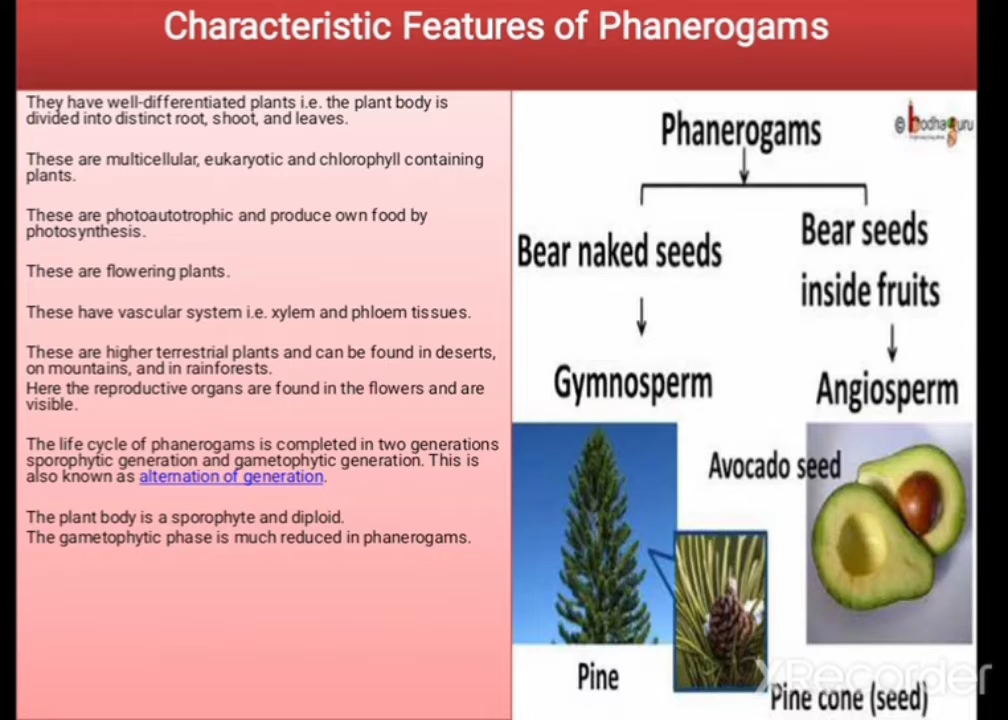 Characteristic Features of Phanerogams
They have well-differentiated plants i.e. the plant body is
divided into distinct root, shoot, and leaves.
These are multicellular, eukaryotic and chlorophyll containing
plants.
These are photoautotrophic and produce own food by
photosynthesis.
These are flowering plants.
These have vascular system i.e. xylem and phloem tissues.
These are higher terrestrial plants and can be found in deserts,
on mountains, and in rainforests.
Here the reproductive organs are found in the flowers and are
visible.
The life cycle of phanerogams is completed in two generations
sporophytic generation and gametophytic generation. This is
also known as alternation of generation.
The plant body is a sporophyte and diploid.
The gametophytic phase is much reduced in phanerogams.
© bodhaguru
Phanerogams
Bear naked seeds
Bear seeds
inside fruits
Gymnosperm
Angiosperm
Avocado seed
Pine
Pine cone (seed)
XRecorder